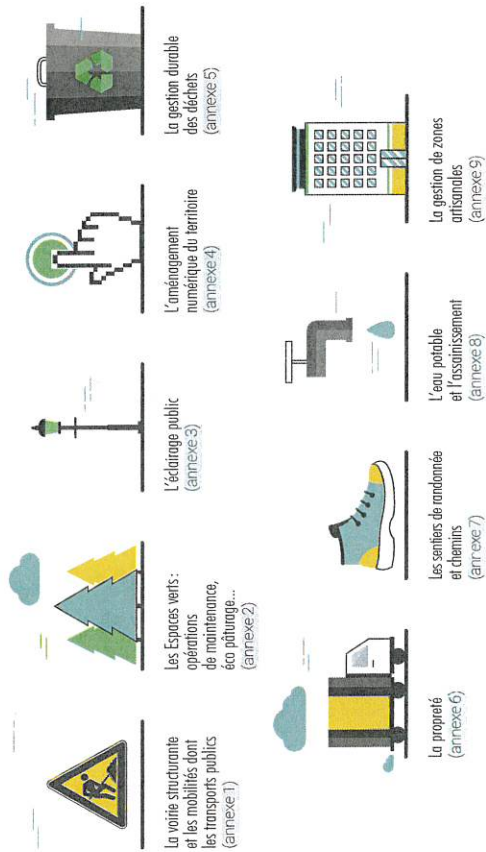 La voirie structurante
et les mobilités dont
les transports publics
(annexe 1)
Les Espaces verts :
opérations
de maintenance,
éco pâturage...
(annexe 2)
L'éclairage public
(annexe 3)
L'aménagement
numérique du territoire
(annexe 4)
La gestion durable
des déchets
(annexe 5)
La propreté
(annexe 6)
Les sentiers de randonnée
et chemins
(annexe 7)
L'eau potable
et l'assainissement
(annexe 8)
La gestion de zones
artisanales
(annexe 9)